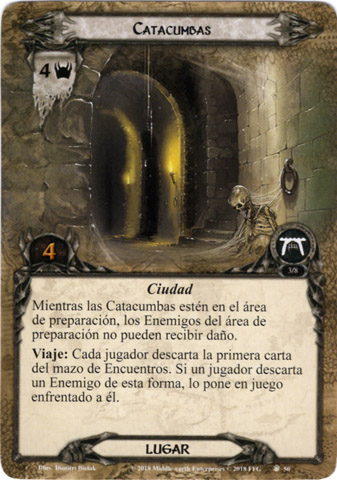 Catacumbas
4
4
3/8
Ciudad
Mientras las Catacumbas estén en el área
de preparación, los Enemigos del área de
preparación no pueden recibir daño.
Viaje: Cada jugador descarta la primera carta
del mazo de Encuentros. Si un jugador descarta
un Enemigo de esta forma, lo pone en juego
enfrentado a él.
LUGAR
2018 Middle-earth Enterprises 2018 FFG 50